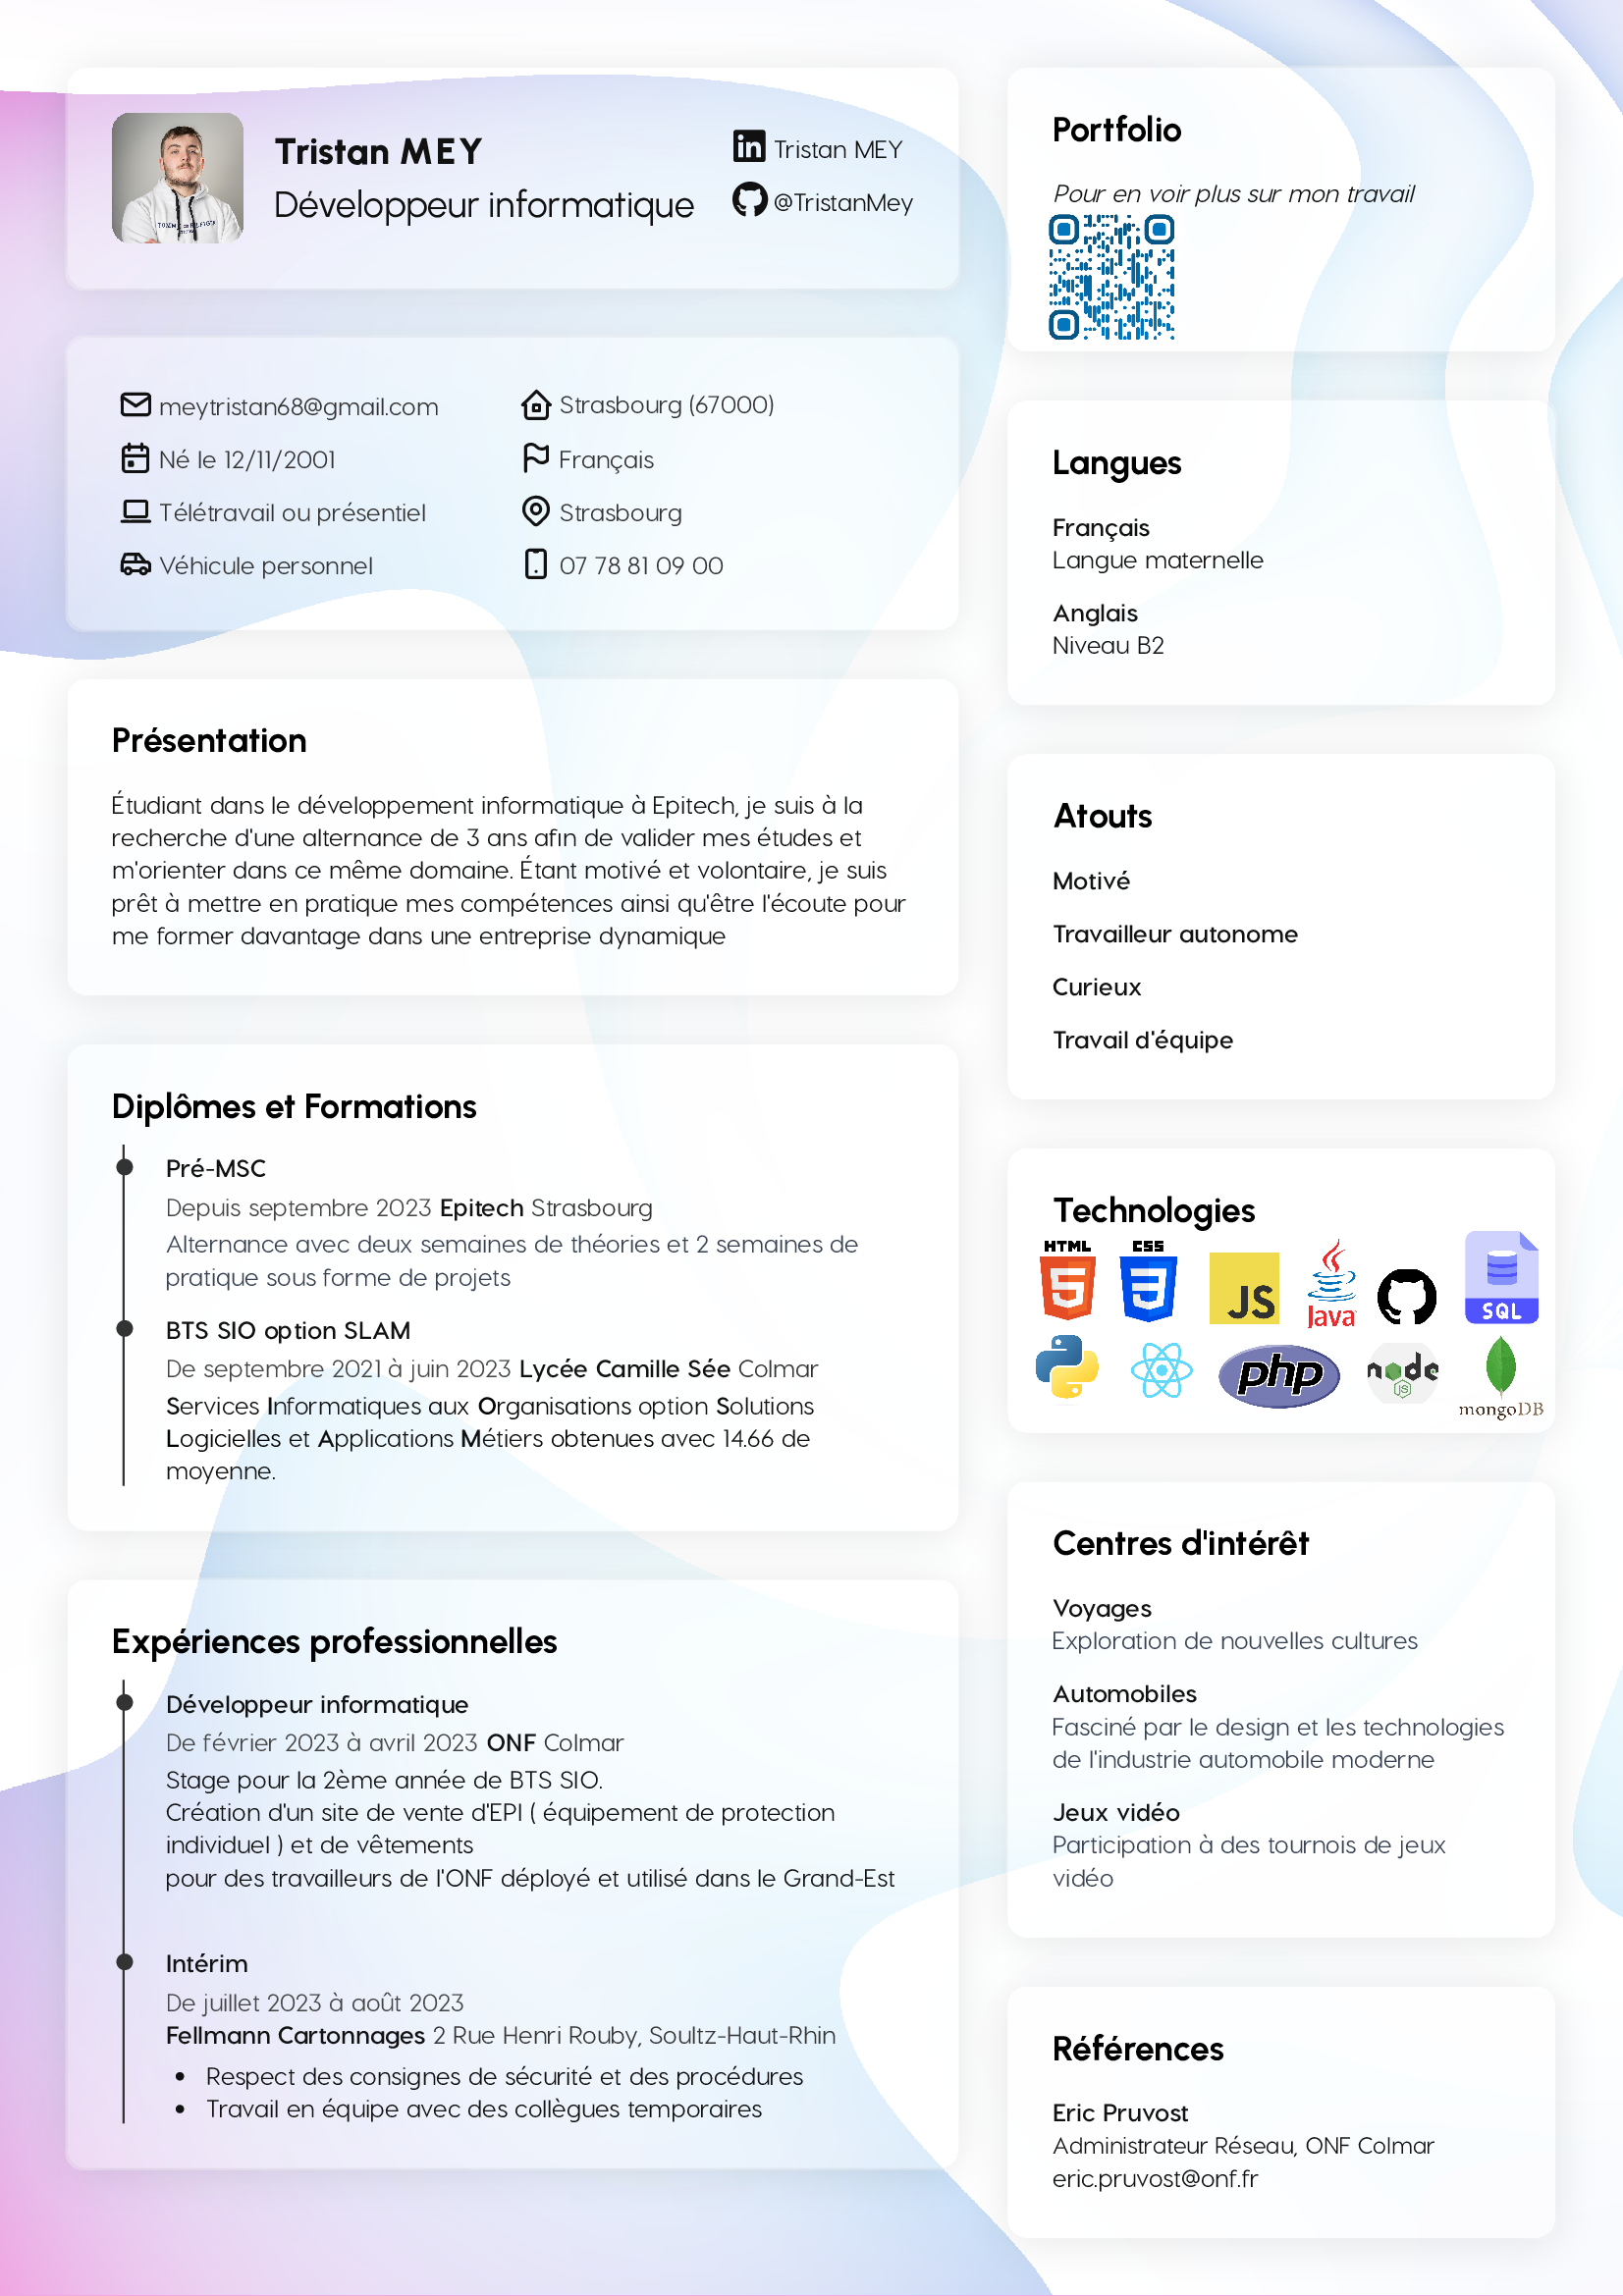 Tristan MEY
Développeur informatique
Tristan MEY
@TristanMey
meytristan68@gmail.com
Né le 12/11/2001
Télétravail ou présentiel
Véhicule personnel
Strasbourg (67000)
Français
Strasbourg
07 78 81 09 00
Présentation
Étudiant dans le développement informatique à Epitech, je suis à la
recherche d'une alternance de 3 ans afin de valider mes études et
m'orienter dans ce même domaine. Étant motivé et volontaire, je suis
prêt à mettre en pratique mes compétences ainsi qu'être l'écoute pour
me former davantage dans une entreprise dynamique
Diplômes et Formations
Pré-MSC
Depuis septembre 2023 Epitech Strasbourg
Alternance avec deux semaines de théories et 2 semaines de
pratique sous forme de projets
BTS SIO option SLAM
De septembre 2021 à juin 2023 Lycée Camille Sée Colmar
Services Informatiques aux Organisations option Solutions
Logicielles et Applications Métiers obtenues avec 14.66 de
moyenne.
Expériences professionnelles
Développeur informatique
De février 2023 à avril 2023 ONF Colmar
Stage pour la 2ème année de BTS SIO.
Création d'un site de vente d'EPI ( équipement de protection
individuel ) et de vêtements
pour des travailleurs de l'ONF déployé et utilisé dans le Grand-Est
Intérim
De juillet 2023 à août 2023
Fellmann Cartonnages 2 Rue Henri Rouby, Soultz-Haut-Rhin
• Respect des consignes de sécurité et des procédures
• Travail en équipe avec des collègues temporaires
Portfolio
Pour en voir plus sur mon travail
Langues
Français
Langue maternelle
Anglais
Niveau B2
Atouts
Motivé
Travailleur autonome
Curieux
Travail d'équipe
Technologies
HTML CSS JS Java SQL
php node JS mongoDB
Centres d'intérêt
Voyages
Exploration de nouvelles cultures
Automobiles
Fasciné par le design et les technologies
de l'industrie automobile moderne
Jeux vidéo
Participation à des tournois de jeux
vidéo
Références
Eric Pruvost
Administrateur Réseau, ONF Colmar
eric.pruvost@onf.fr